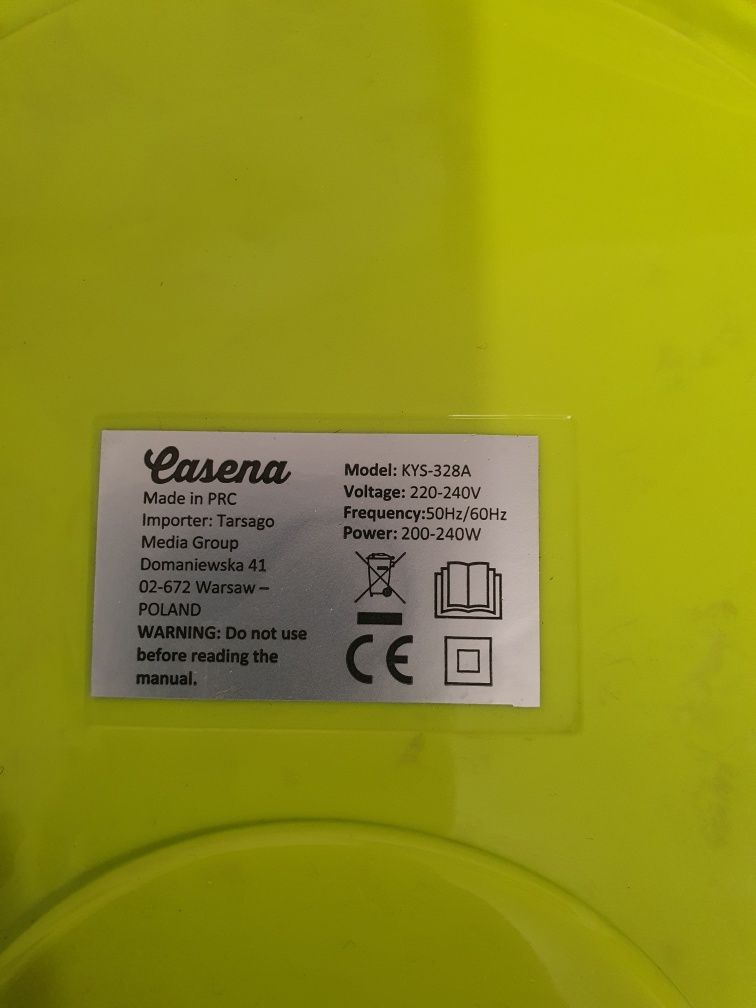 Casena
Made in PRC
Importer: Tarsago
Media Group
Domaniewska 41
02-672 Warsaw –
POLAND
WARNING: Do not use
before reading the
manual.
Model: KYS-328A
Voltage: 220-240V
Frequency:50Hz/60Hz
Power: 200-240W
CE